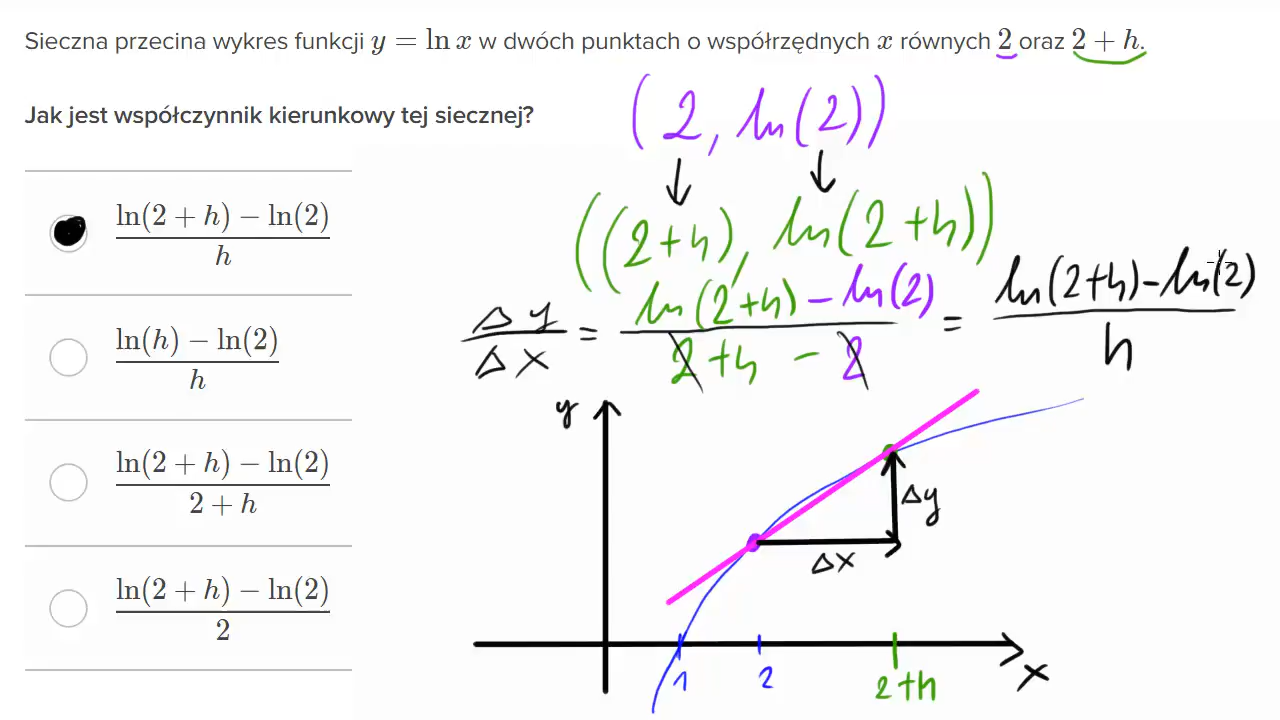 Sieczna przecina wykres funkcji y = ln x w dwóch punktach o współrzędnych x równych 2 oraz 2 + h.
Jak jest współczynnik kierunkowy tej siecznej?
(ln(2 + h) − ln(2))/h
(ln(h) − ln(2))/h
(ln(2 + h) − ln(2))/(2 + h)
(ln(2 + h) − ln(2))/2
(2, ln(2))
((2+h), ln(2+h))
Δy/Δx = (ln(2+h) − ln(2))/(2+h − 2) = (ln(2+h) − ln(2))/h
y
Δy
Δx
1 2 2+h x